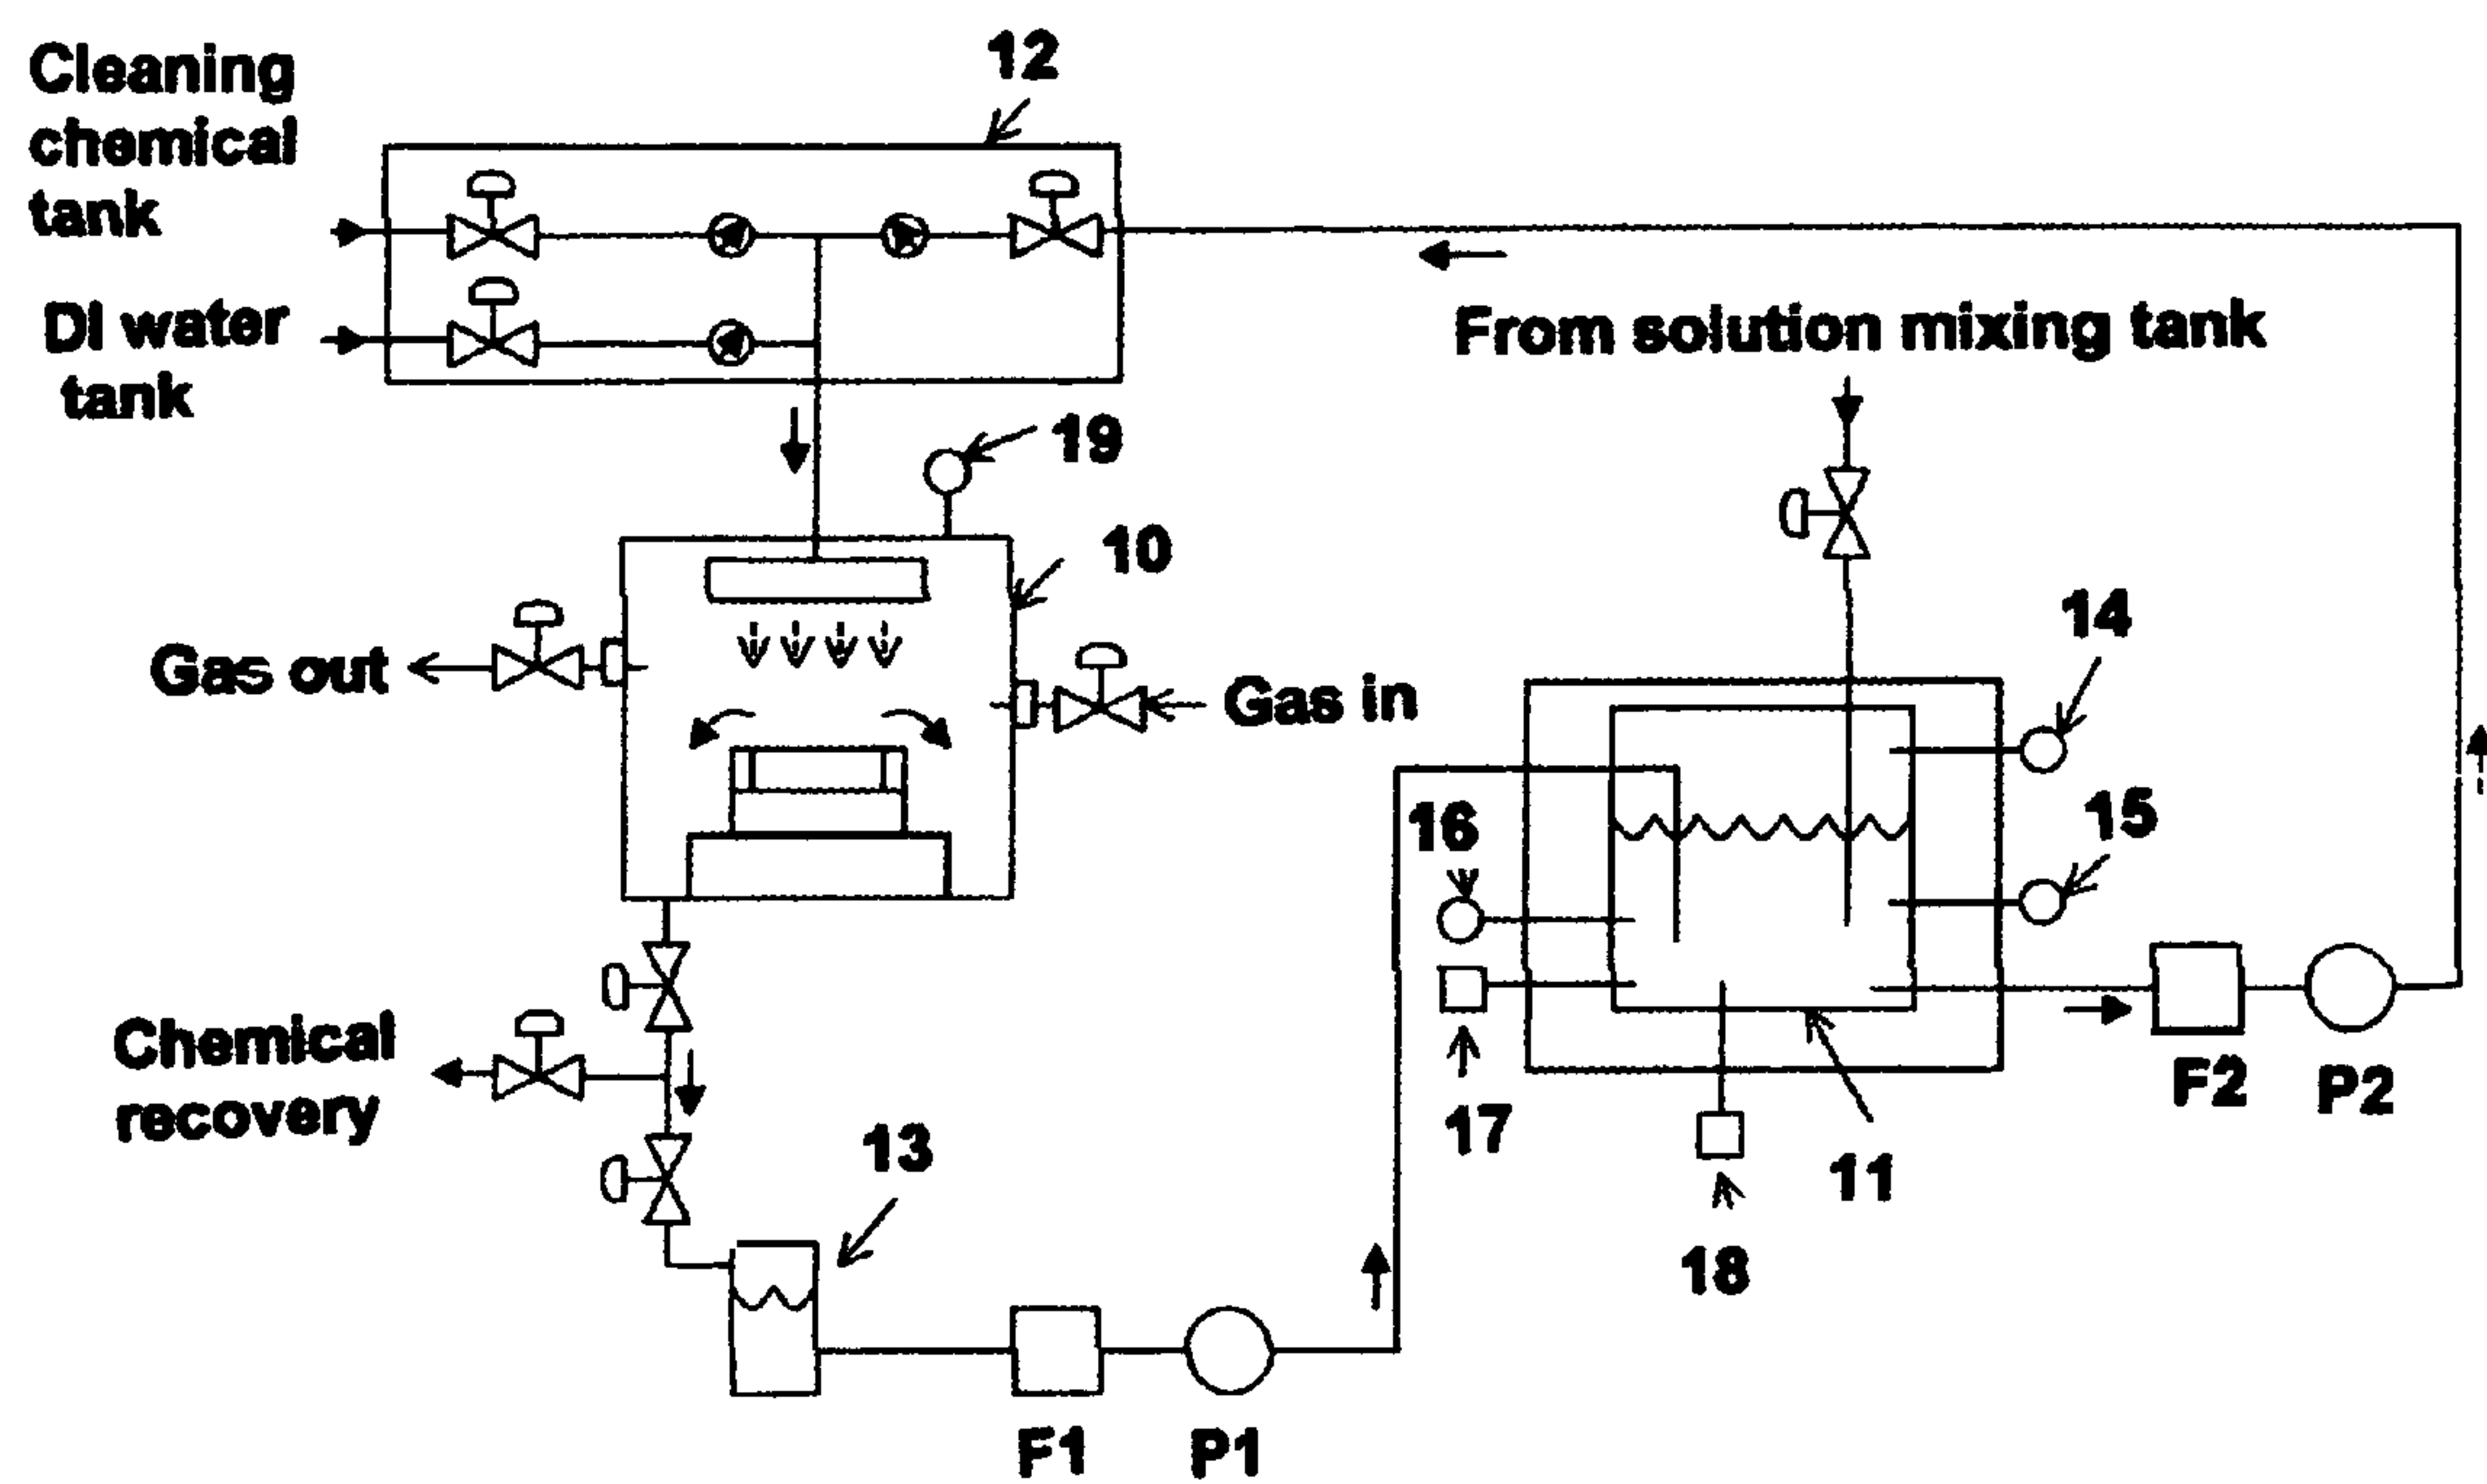 Cleaning
chemical
tank
12
DI water
tank
From solution mixing tank
19
10
Gas out
Gas in
14
15
16
17
18
11
F2
P2
Chemical
recovery
13
F1
P1